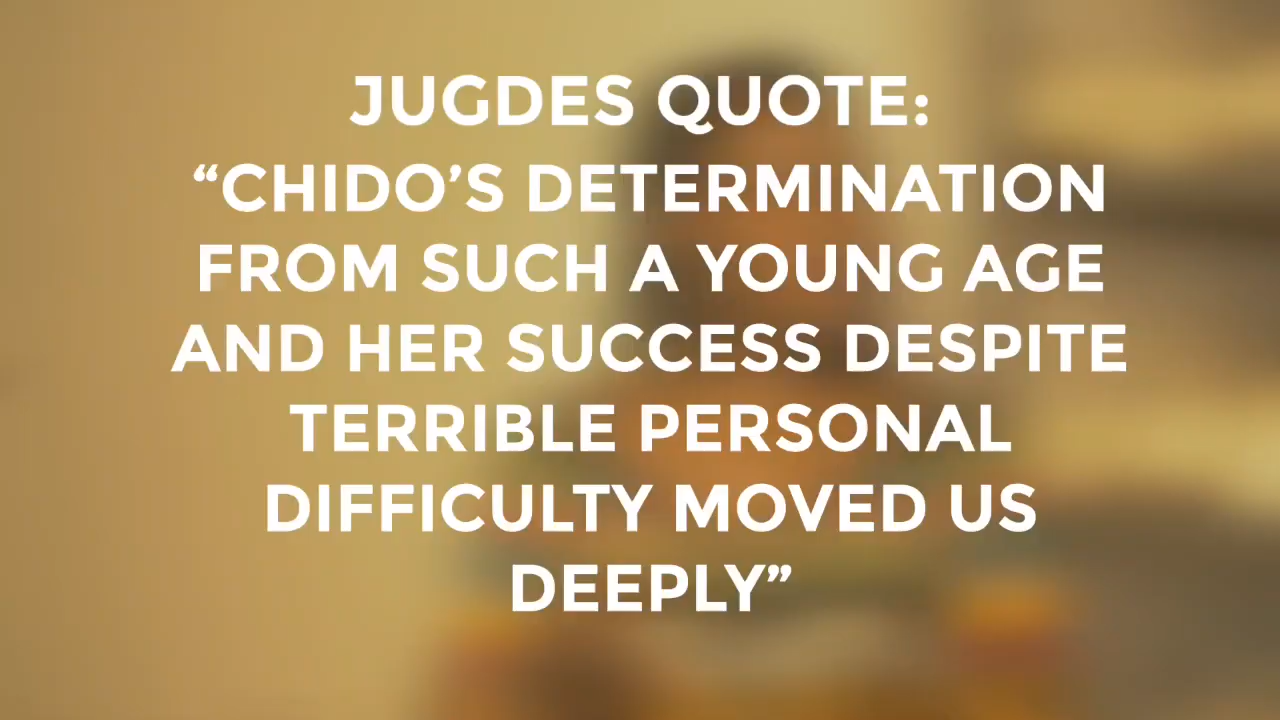 JUGDES QUOTE:
“CHIDO’S DETERMINATION
FROM SUCH A YOUNG AGE
AND HER SUCCESS DESPITE
TERRIBLE PERSONAL
DIFFICULTY MOVED US
DEEPLY”